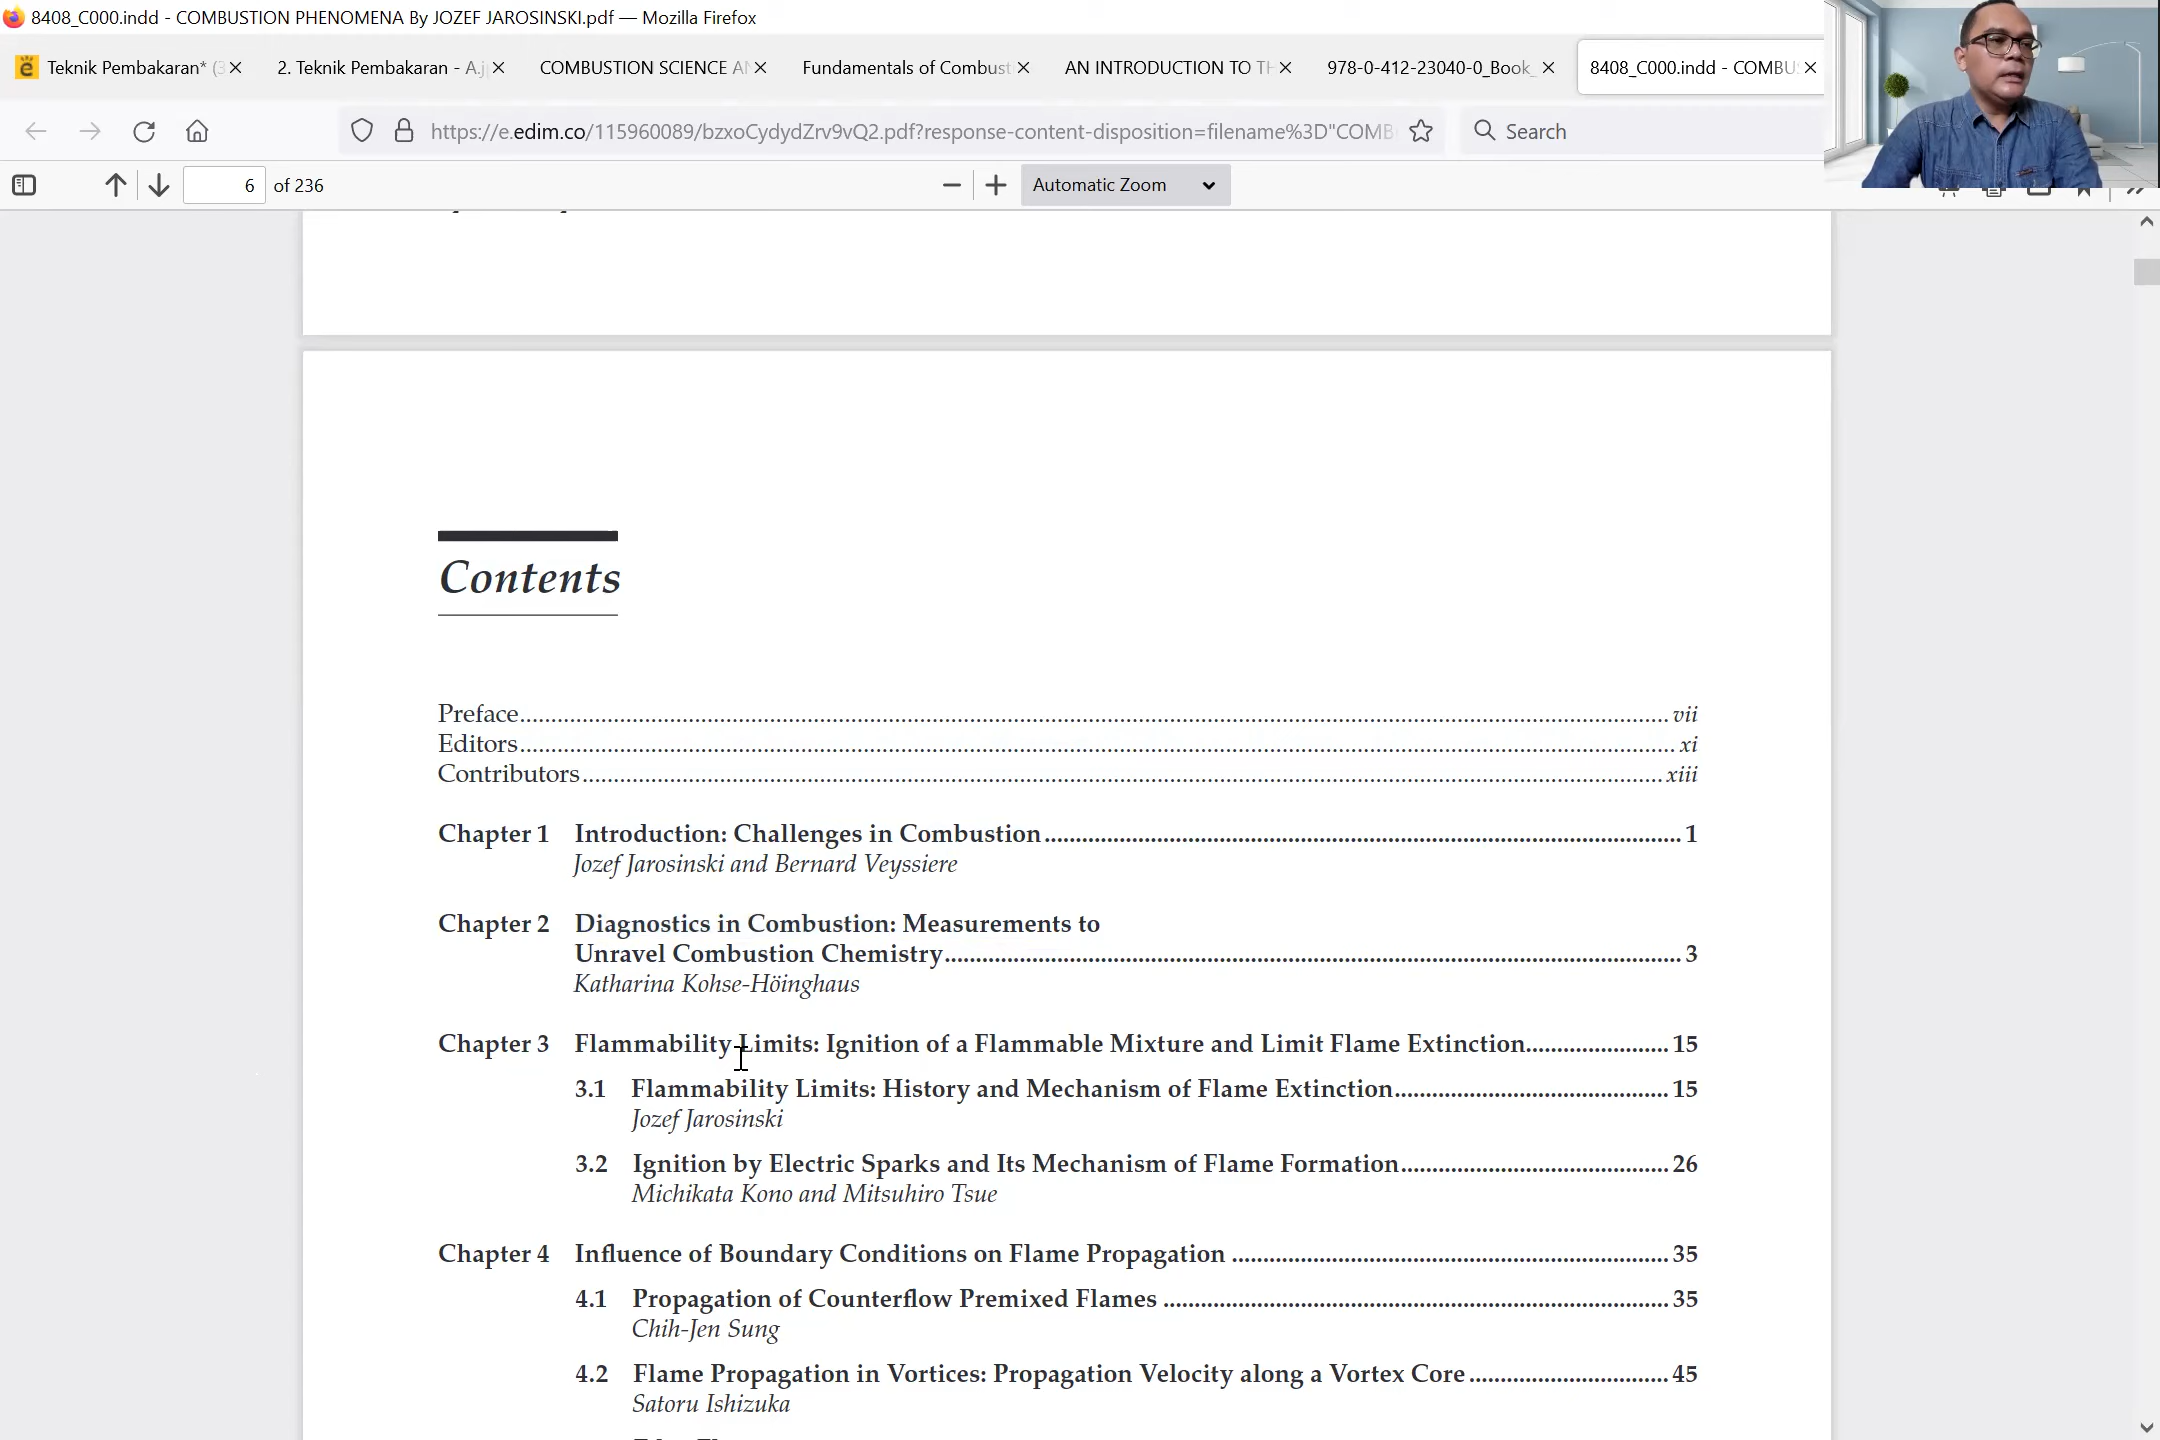 8408_C000.indd - COMBUSTION PHENOMENA By JOZEF JAROSINSKI.pdf — Mozilla Firefox
Teknik Pembakaran* (3
2. Teknik Pembakaran - A.j
COMBUSTION SCIENCE A
Fundamentals of Combust
AN INTRODUCTION TO TH
978-0-412-23040-0_Book_
8408_C000.indd - COMBU
https://e.edim.co/115960089/bzxoCydydZrv9vQ2.pdf?response-content-disposition=filename%3D"COMB
Search
6 of 236
Automatic Zoom
Contents
Preface vii
Editors xi
Contributors xiii
Chapter 1 Introduction: Challenges in Combustion 1
Jozef Jarosinski and Bernard Veyssiere
Chapter 2 Diagnostics in Combustion: Measurements to
Unravel Combustion Chemistry 3
Katharina Kohse-Höinghaus
Chapter 3 Flammability Limits: Ignition of a Flammable Mixture and Limit Flame Extinction 15
3.1 Flammability Limits: History and Mechanism of Flame Extinction 15
Jozef Jarosinski
3.2 Ignition by Electric Sparks and Its Mechanism of Flame Formation 26
Michikata Kono and Mitsuhiro Tsue
Chapter 4 Influence of Boundary Conditions on Flame Propagation 35
4.1 Propagation of Counterflow Premixed Flames 35
Chih-Jen Sung
4.2 Flame Propagation in Vortices: Propagation Velocity along a Vortex Core 45
Satoru Ishizuka